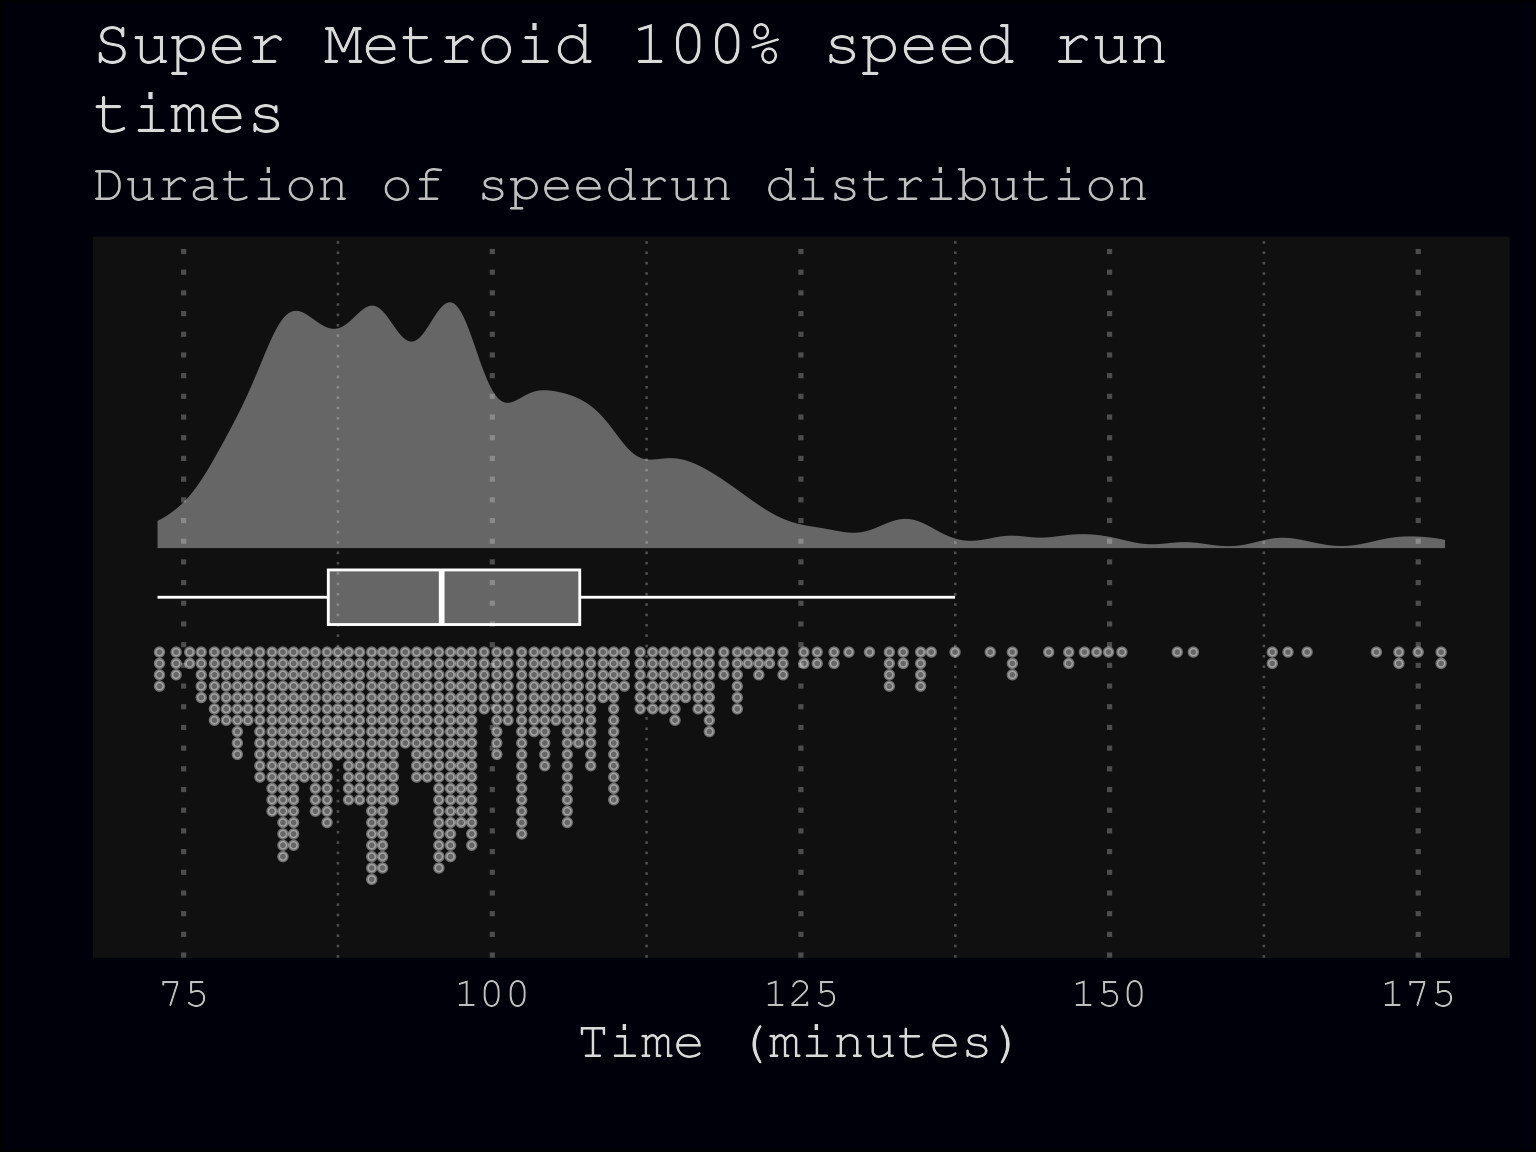 Super Metroid 100% speed run
times
Duration of speedrun distribution
75 100 125 150 175
Time (minutes)